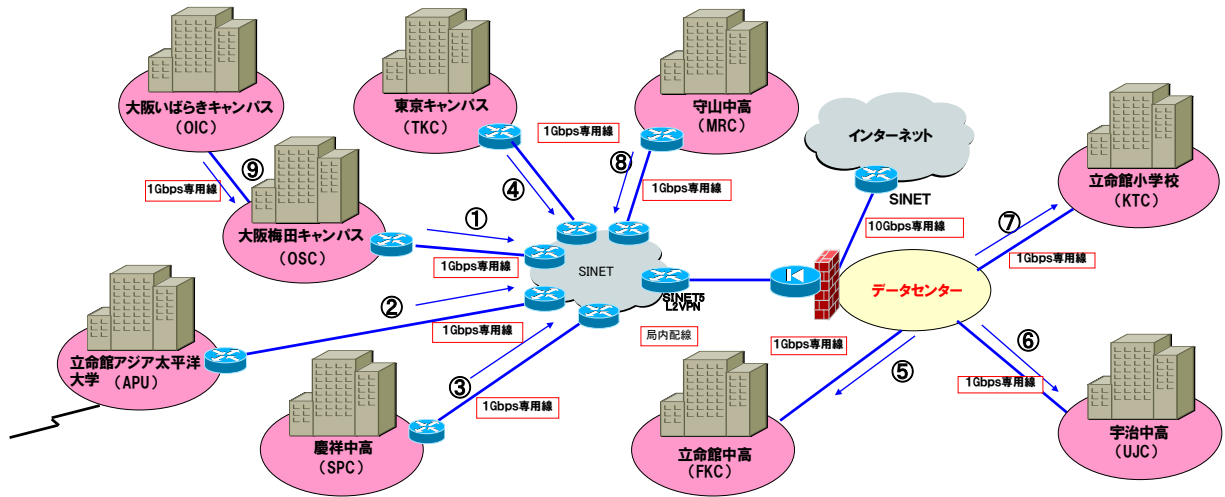 大阪いばらきキャンパス
(OIC)
東京キャンパス
(TKC)
守山中高
(MRC)
インターネット
SINET
立命館小学校
(KTC)
⑨
1Gbps専用線
大阪梅田キャンパス
(OSC)
①
1Gbps専用線
④
1Gbps専用線
⑧
1Gbps専用線
SINET
SINET5
L2VPN
局内配線
10Gbps専用線
データセンター
⑦
1Gbps専用線
立命館アジア太平洋
大学 (APU)
②
1Gbps専用線
慶祥中高
(SPC)
③
1Gbps専用線
立命館中高
(FKC)
⑤
1Gbps専用線
⑥
1Gbps専用線
宇治中高
(UJC)